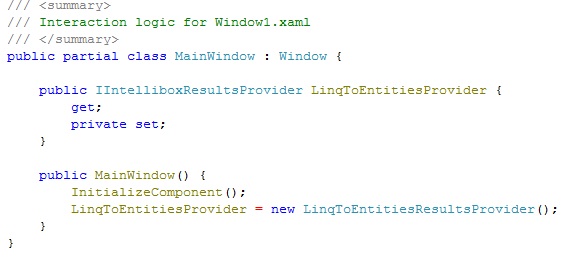 /// <summary>
/// Interaction logic for Window1.xaml
/// </summary>
public partial class MainWindow : Window {
public IIntelliboxResultsProvider LinqToEntitiesProvider {
get;
private set;
}
public MainWindow() {
InitializeComponent();
LinqToEntitiesProvider = new LinqToEntitiesResultsProvider();
}
}